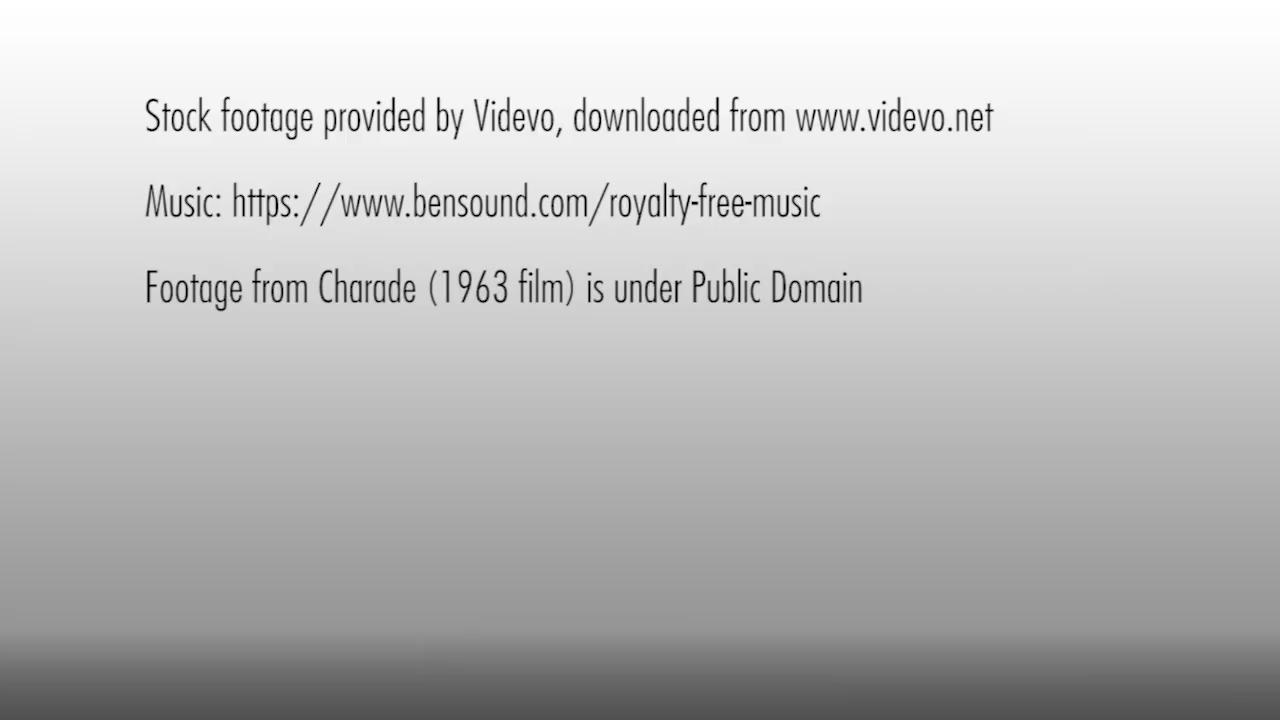 Stock footage provided by Videvo, downloaded from www.videvo.net
Music: https://www.bensound.com/royalty-free-music
Footage from Charade (1963 film) is under Public Domain